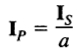 I_P = I_S / a